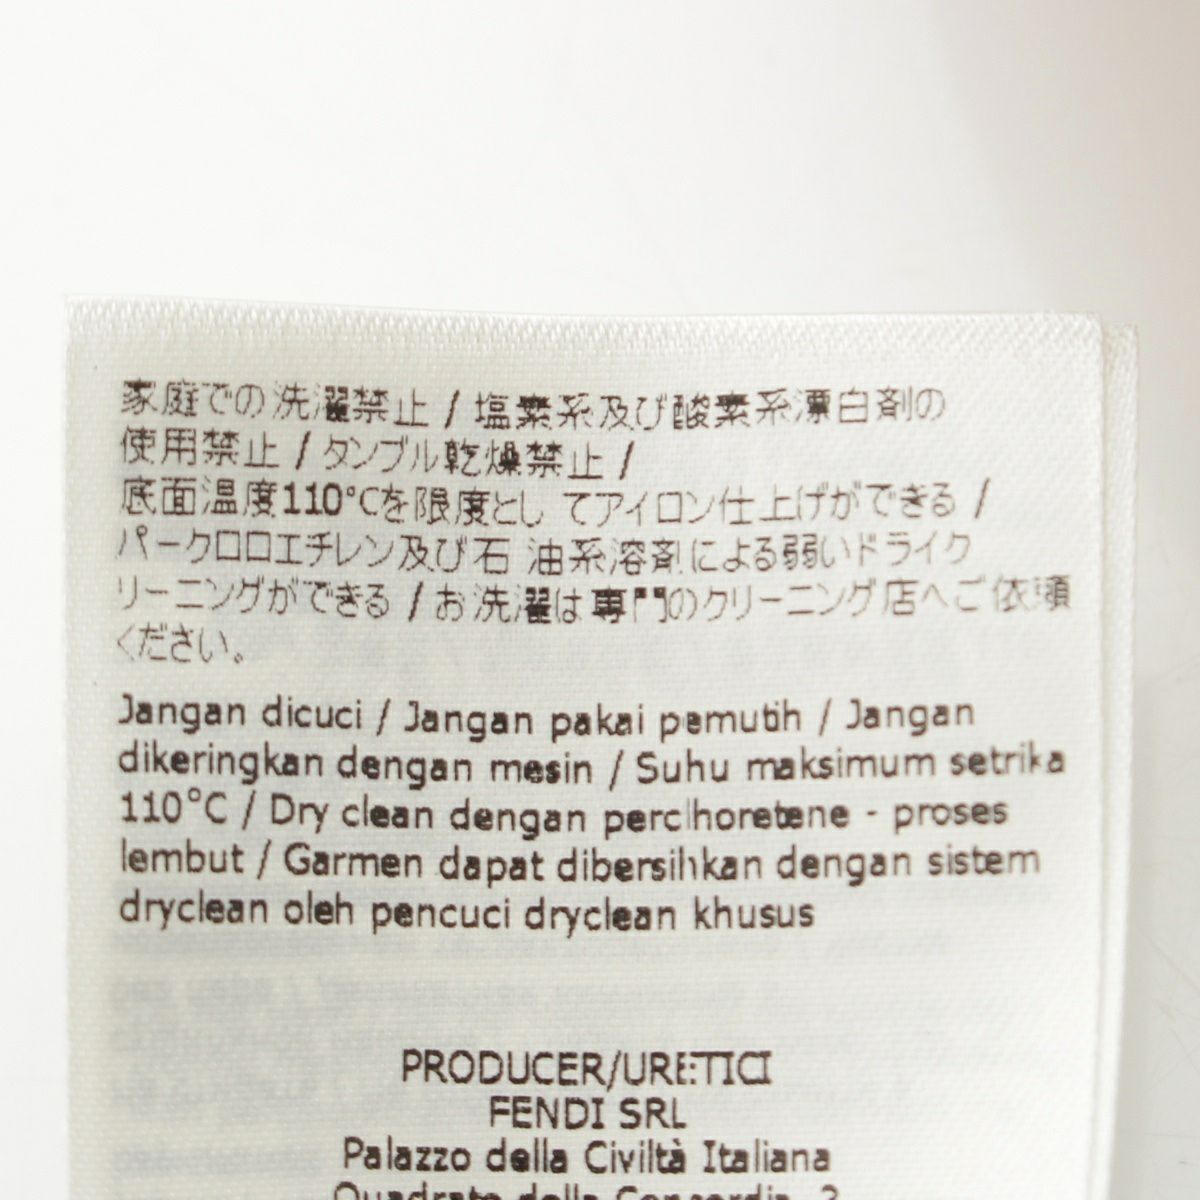 家庭での洗濯禁止 / 塩素系及び酸素系漂白剤の
使用禁止 / タンブル乾燥禁止 /
底面温度110°Cを限度とし てアイロン仕上げができる /
パークロロエチレン及び石 油系溶剤による弱いドライク
リーニングができる / お洗濯は専門のクリーニング店へご依頼
ください。
Jangan dicuci / Jangan pakai pemutih / Jangan
dikeringkan dengan mesin / Suhu maksimum setrika
110°C / Dry clean dengan perclhoretene - proses
lembut / Garmen dapat dibersihkan dengan sistem
dryclean oleh pencuci dryclean khusus
PRODUCER/URETICI
FENDI SRL
Palazzo della Civiltà Italiana
Quadrato della Concordia, 3